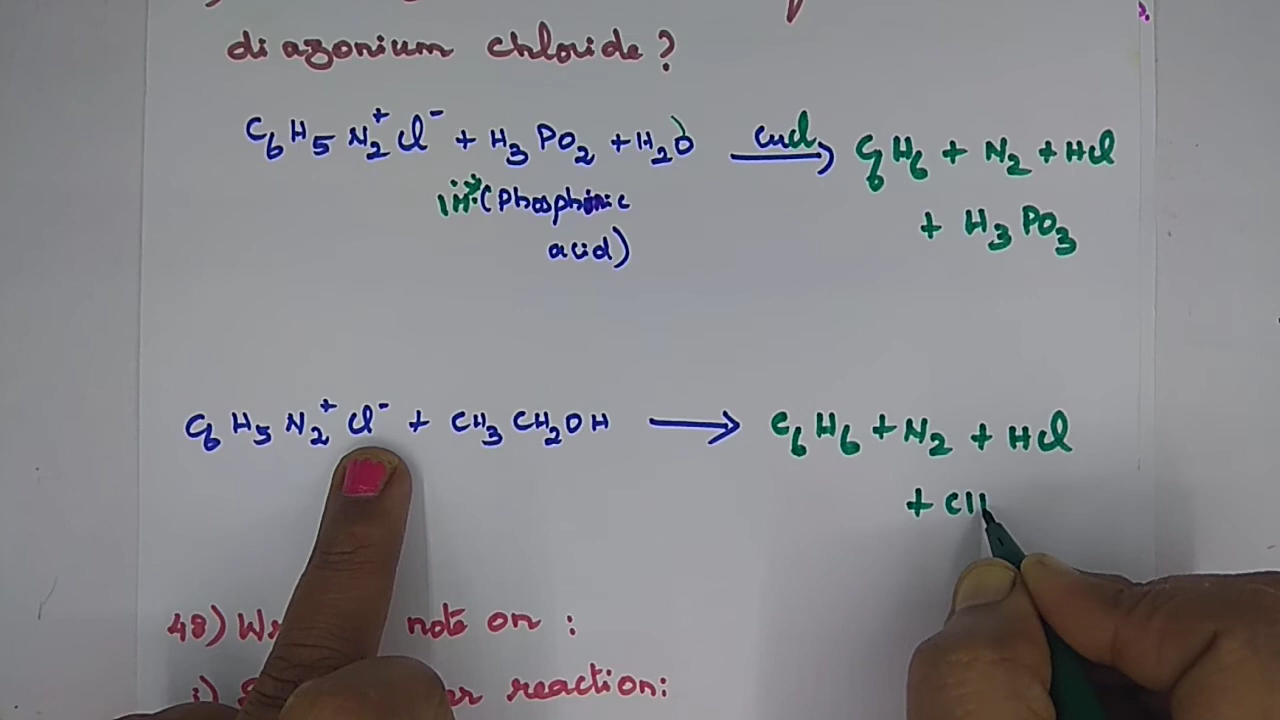 diazonium chloride?
C₆H₅N₂⁺Cl⁻ + H₃PO₂ + H₂O ⟶ C₆H₆ + N₂ + HCl
CuCl
(Phosphinic
+ H₃PO₃
acid)
C₆H₅N₂⁺Cl⁻ + CH₃CH₂OH ⟶ C₆H₆ + N₂ + HCl
+ CH
48) note on :
i) reaction: